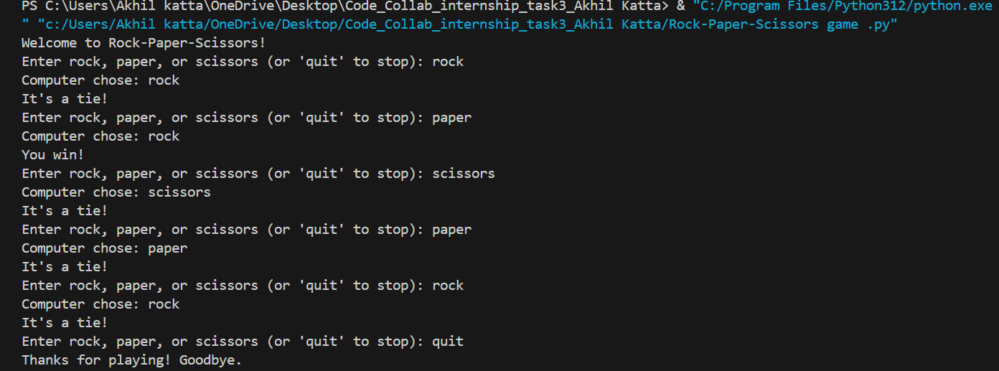 PS C:\Users\Akhil katta\OneDrive\Desktop\Code_Collab_internship_task3_Akhil Katta> & "C:/Program Files/Python312/python.exe
" "c:/Users/Akhil katta/OneDrive/Desktop/Code_Collab_internship_task3_Akhil Katta/Rock-Paper-Scissors game .py"
Welcome to Rock-Paper-Scissors!
Enter rock, paper, or scissors (or 'quit' to stop): rock
Computer chose: rock
It's a tie!
Enter rock, paper, or scissors (or 'quit' to stop): paper
Computer chose: rock
You win!
Enter rock, paper, or scissors (or 'quit' to stop): scissors
Computer chose: scissors
It's a tie!
Enter rock, paper, or scissors (or 'quit' to stop): paper
Computer chose: paper
It's a tie!
Enter rock, paper, or scissors (or 'quit' to stop): rock
Computer chose: rock
It's a tie!
Enter rock, paper, or scissors (or 'quit' to stop): quit
Thanks for playing! Goodbye.